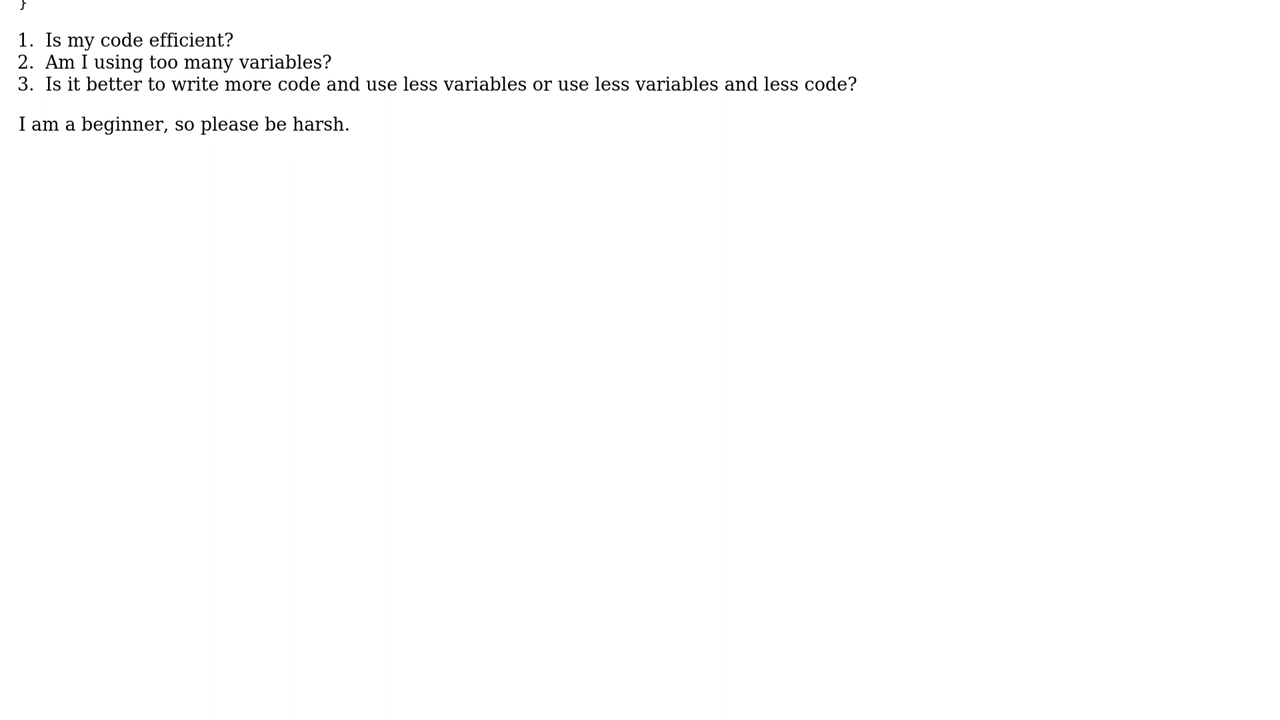 }
1. Is my code efficient?
2. Am I using too many variables?
3. Is it better to write more code and use less variables or use less variables and less code?
I am a beginner, so please be harsh.